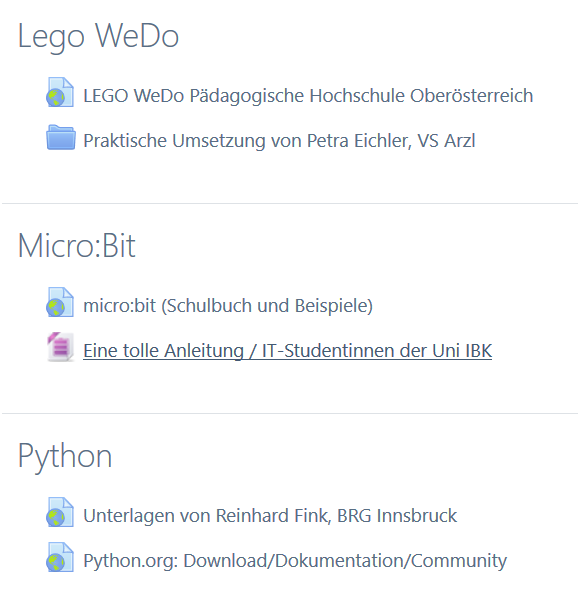 Lego WeDo
LEGO WeDo Pädagogische Hochschule Oberösterreich
Praktische Umsetzung von Petra Eichler, VS Arzl
Micro:Bit
micro:bit (Schulbuch und Beispiele)
Eine tolle Anleitung / IT-Studentinnen der Uni IBK
Python
Unterlagen von Reinhard Fink, BRG Innsbruck
Python.org: Download/Dokumentation/Community